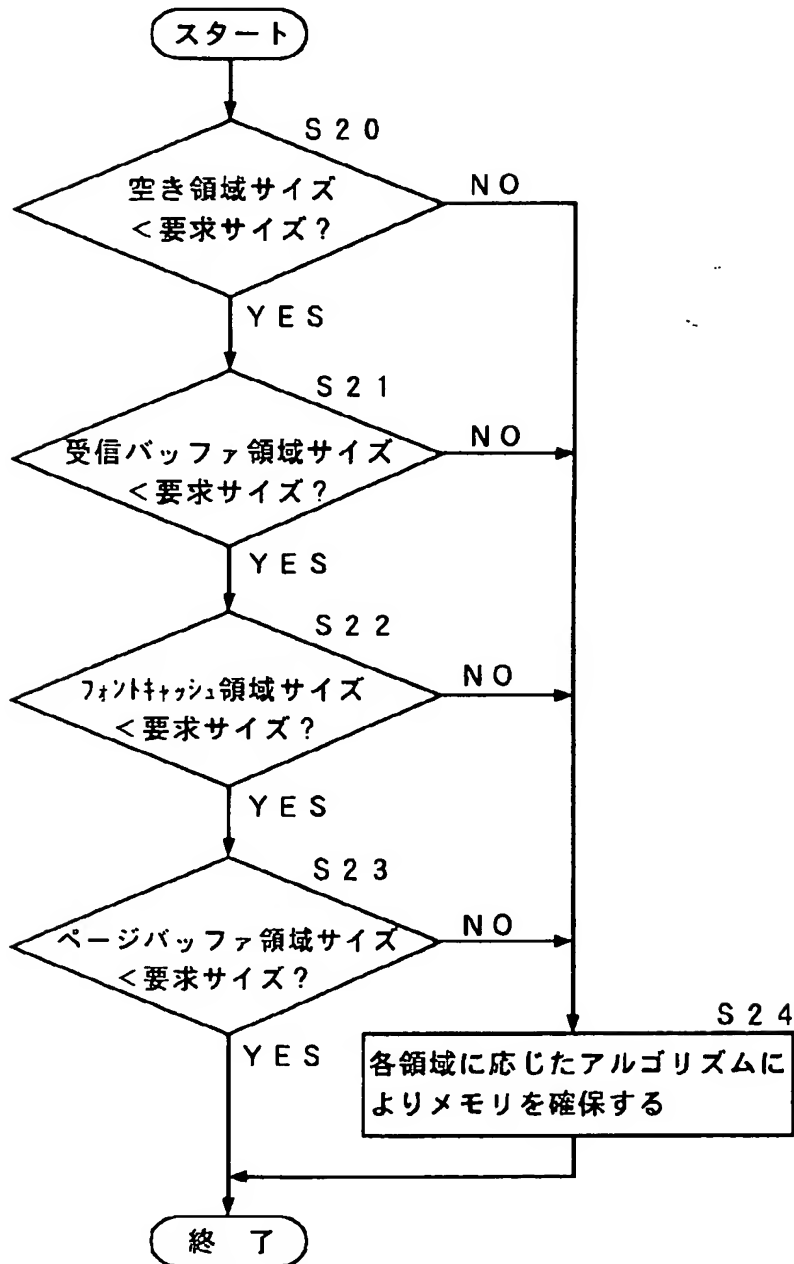 スタート
S20
空き領域サイズ
<要求サイズ?
NO
YES
S21
受信バッファ領域サイズ
<要求サイズ?
NO
YES
S22
フォントキャッシュ領域サイズ
<要求サイズ?
NO
YES
S23
ページバッファ領域サイズ
<要求サイズ?
NO
YES
S24
各領域に応じたアルゴリズムに
よりメモリを確保する
終了